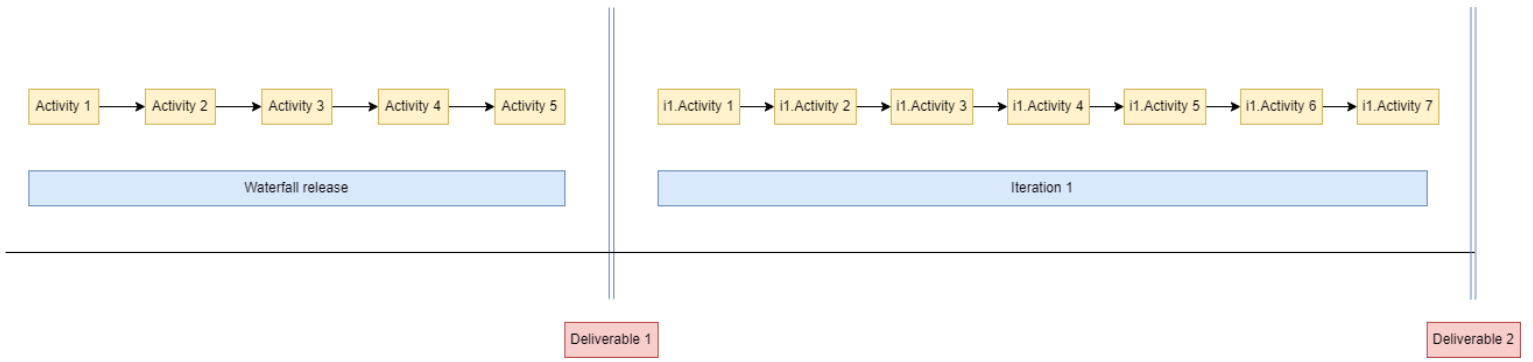 Activity 1
Activity 2
Activity 3
Activity 4
Activity 5
i1.Activity 1
i1.Activity 2
i1.Activity 3
i1.Activity 4
i1.Activity 5
i1.Activity 6
i1.Activity 7
Waterfall release
Iteration 1
Deliverable 1
Deliverable 2